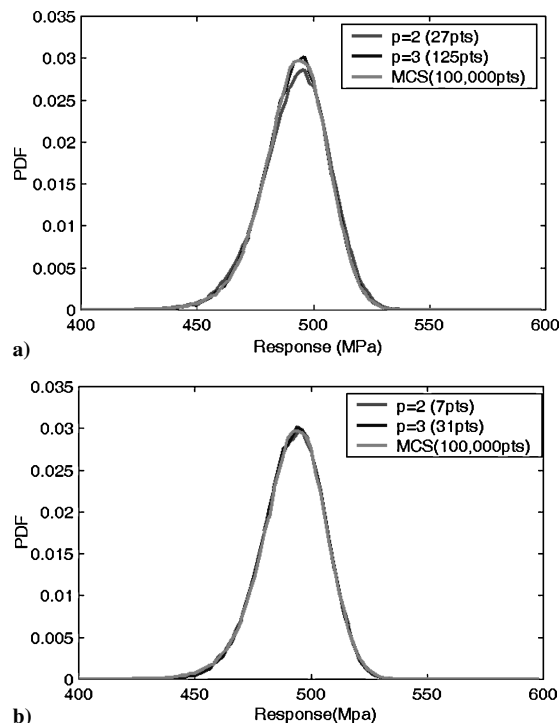 0.035
0.03
0.025
0.02
0.015
0.01
0.005
0
PDF
p=2 (27pts)
p=3 (125pts)
MCS(100,000pts)
400
450
500
550
600
Response (MPa)
a)
0.035
0.03
0.025
0.02
0.015
0.01
0.005
0
PDF
p=2 (7pts)
p=3 (31pts)
MCS(100,000pts)
400
450
500
550
600
Response(Mpa)
b)